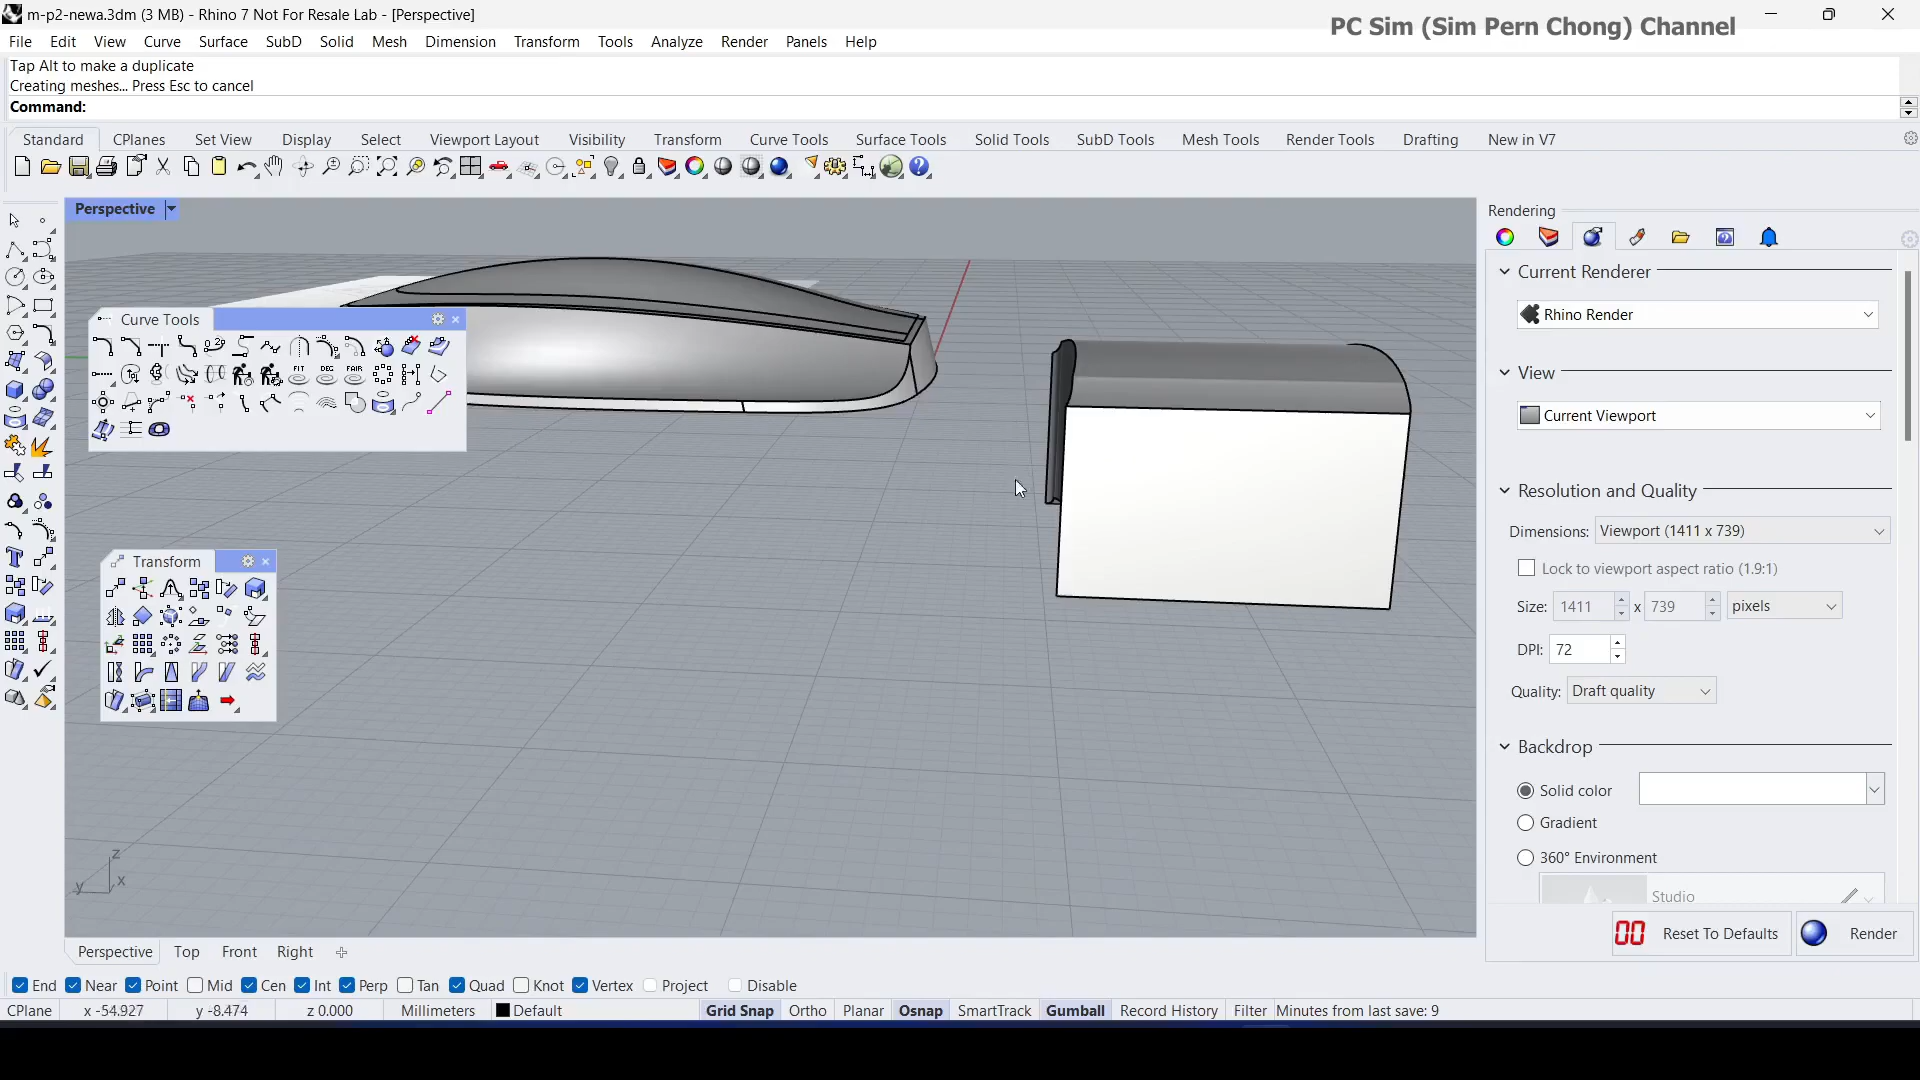 m-p2-newa.3dm (3 MB) - Rhino 7 Not For Resale Lab - [Perspective]
PC Sim (Sim Pern Chong) Channel
File Edit View Curve Surface SubD Solid Mesh Dimension Transform Tools Analyze Render Panels Help
Tap Alt to make a duplicate
Creating meshes... Press Esc to cancel
Command:
Standard CPlanes Set View Display Select Viewport Layout Visibility Transform Curve Tools Surface Tools Solid Tools SubD Tools Mesh Tools Render Tools Drafting New in V7
Perspective
Rendering
Current Renderer
Rhino Render
Curve Tools
FIT DEG FAIR
View
Current Viewport
Resolution and Quality
Dimensions: Viewport (1411 x 739)
Lock to viewport aspect ratio (1.9:1)
Size: 1411 x 739 pixels
DPI: 72
Quality: Draft quality
Transform
Backdrop
Solid color
Gradient
360° Environment
Studio
z
y x
Reset To Defaults Render
Perspective Top Front Right
End Near Point Mid Cen Int Perp Tan Quad Knot Vertex Project Disable
CPlane x -54.927 y -8.474 z 0.000 Millimeters Default Grid Snap Ortho Planar Osnap SmartTrack Gumball Record History Filter Minutes from last save: 9